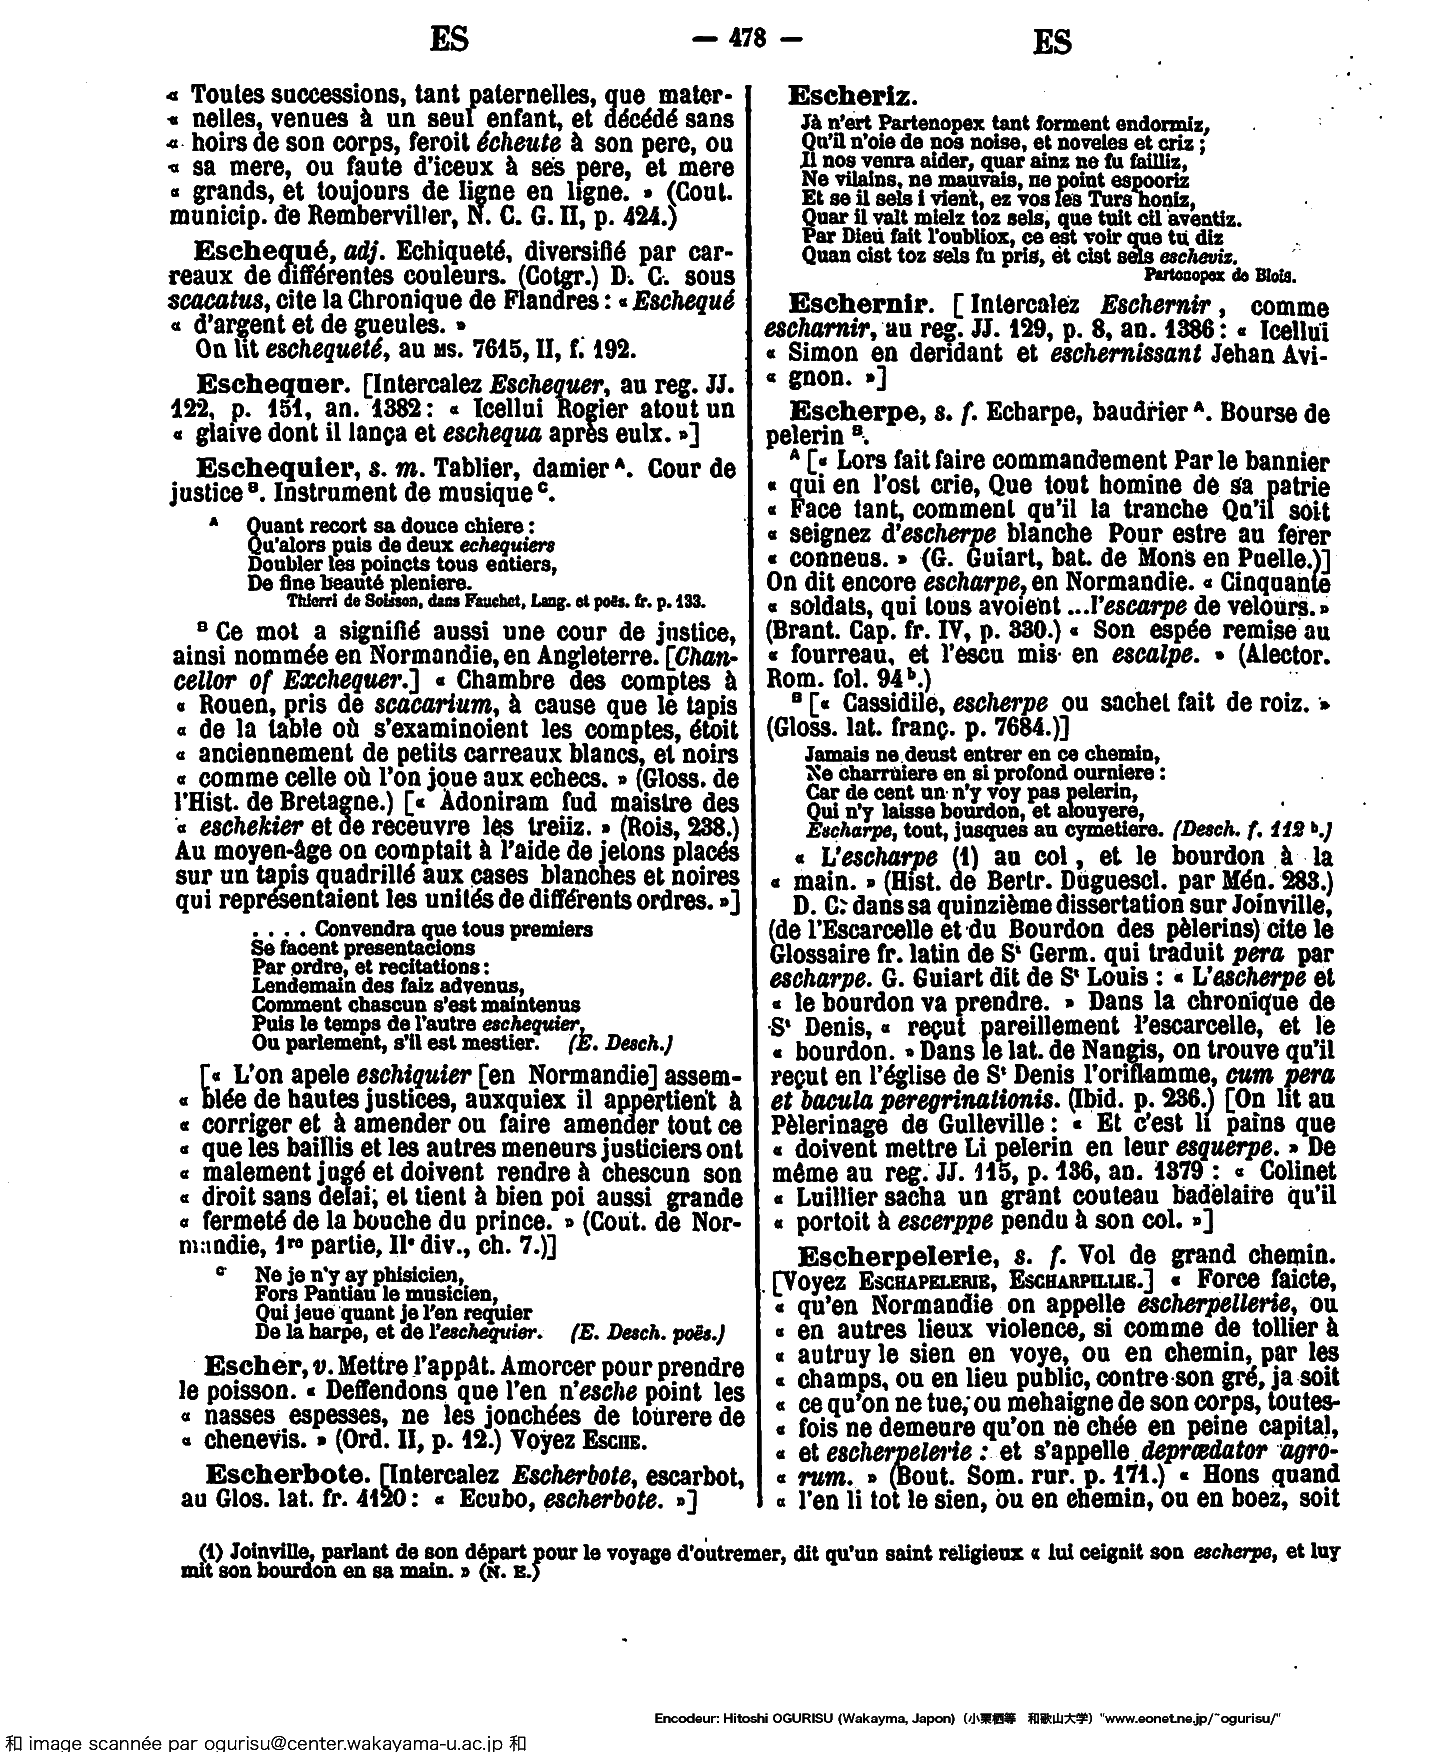 ES
— 478 —
ES
« Toutes successions, tant paternelles, que mater-
« nelles, venues à un seul enfant, et décédé sans
« hoirs de son corps, feroit écheute à son pere, ou
« sa mere, ou faute d'iceux à ses pere, et mere
« grands, et toujours de ligne en ligne. » (Cout.
municip. de Remberviller, N. C. G. II, p. 424.)
Eschequé, adj. Echiqueté, diversifié par car-
reaux de différentes couleurs. (Cotgr.) D. C. sous
scacatus, cite la Chronique de Flandres : « Eschequé
« d'argent et de gueules. »
On lit eschequeté, au MS. 7615, II, f. 192.
Eschequer. [Intercalez Eschequer, au reg. JJ.
122, p. 151, an. 1382 : « Icellui Rogier atout un
« glaive dont il lança et eschequa après eulx. »]
Eschequier, s. m. Tablier, damier A. Cour de
justice B. Instrument de musique C.
A Quant recort sa douce chiere :
Qu'alors puis de deux echequiers
Doubler les poincts tous entiers,
De fine beauté pleniere.
Thierri de Soisson, dans Fauchet, Lang. et poës. fr. p. 133.
B Ce mot a signifié aussi une cour de justice,
ainsi nommée en Normandie, en Angleterre. [Chan-
cellor of Exchequer.] « Chambre des comptes à
« Rouen, pris de scacarium, à cause que le tapis
« de la table où s'examinoient les comptes, étoit
« anciennement de petits carreaux blancs, et noirs
« comme celle où l'on joue aux echecs. » (Gloss. de
l'Hist. de Bretagne.) [« Adoniram fud maistre des
« eschekier et de receuvre les treiiz. » (Rois, 238.)
Au moyen-âge on comptait à l'aide de jetons placés
sur un tapis quadrillé aux cases blanches et noires
qui représentaient les unités de différents ordres. »]
. . . . Convendra que tous premiers
Se facent presentacions
Par ordre, et recitations :
Lendemain des faiz advenus,
Comment chascun s'est maintenus
Puis le temps de l'autre eschequier,
Ou parlement, s'il est mestier. (E. Desch.)
[« L'on apele eschiquier [en Normandie] assem-
« blée de hautes justices, auxquiex il appertient à
« corriger et à amender ou faire amender tout ce
« que les baillis et les autres meneurs justiciers ont
« malement jugé et doivent rendre à chescun son
« droit sans delai; et tient à bien poi aussi grande
« fermeté de la bouche du prince. » (Cout. de Nor-
mandie, 1re partie, IIe div., ch. 7.)]
C Ne je n'y ay phisicien,
Fors Pantiau le musicien,
Qui jeue quant je l'en requier
De la harpe, et de l'eschequier. (E. Desch. poës.)
Escher, v. Mettre l'appât. Amorcer pour prendre
le poisson. « Deffendons que l'en n'esche point les
« nasses espesses, ne les jonchées de tourere de
« chenevis. » (Ord. II, p. 12.) Voyez ESCHE.
Escherbote. [Intercalez Escherbote, escarbot,
au Glos. lat. fr. 4120 : « Ecubo, escherbote. »]
Escheriz.
Jà n'ert Partenopex tant forment endormiz,
Qu'il n'oie de nos noise, et noveles et criz ;
Il nos venra aider, quar ainz ne fu failliz,
Ne vilains, ne mauvais, ne point espooriz
Et se il sels i vient, ez vos les Turs honiz,
Quar il valt mielz toz sels, que tuit cil aventiz.
Par Dieu fait l'oubliox, ce est voir que tu diz
Quan cist toz sels fu pris, et cist sels escheviz.
Partonopex de Blois.
Eschernir. [Intercalez Eschernir, comme
escharnir, au reg. JJ. 129, p. 8, an. 1386 : « Icellui
« Simon en deridant et eschernissant Jehan Avi-
« gnon. »]
Escherpe, s. f. Echarpe, baudrier A. Bourse de
pelerin B.
A [« Lors fait faire commandement Par le bannier
« qui en l'ost crie, Que tout homine de sa patrie
« Face tant, comment qu'il la tranche Qu'il soit
« seignez d'escherpe blanche Pour estre au ferer
« conneus. » (G. Guiart, bat. de Mons en Puelle.)]
On dit encore escharpe, en Normandie. « Cinquante
« soldats, qui tous avoient ...l'escarpe de velours. »
(Brant. Cap. fr. IV, p. 330.) « Son espée remise au
« fourreau, et l'escu mis en escalpe. » (Alector.
Rom. fol. 94 b.)
B [« Cassidile, escherpe ou sachet fait de roiz. »
(Gloss. lat. franç. p. 7684.)]
Jamais ne deust entrer en ce chemin,
Ne charruiere en si profond ourniere :
Car de cent un n'y voy pas pelerin,
Qui n'y laisse bourdon, et alouyere,
Escharpe, tout, jusques au cymetiere. (Desch. f. 112 b.)
« L'escharpe (1) au col, et le bourdon à la
« main. » (Hist. de Bertr. Duguescl. par Mén. 283.)
D. C. dans sa quinzième dissertation sur Joinville,
(de l'Escarcelle et du Bourdon des pèlerins) cite le
Glossaire fr. latin de St Germ. qui traduit pera par
escharpe. G. Guiart dit de St Louis : « L'escherpe et
« le bourdon va prendre. » Dans la chronique de
St Denis, « reçut pareillement l'escarcelle, et le
« bourdon. » Dans le lat. de Nangis, on trouve qu'il
reçut en l'église de St Denis l'oriflamme, cum pera
et bacula peregrinationis. (Ibid. p. 236.) [On lit au
Pèlerinage de Gulleville : « Et c'est li pains que
« doivent mettre Li pelerin en leur esquerpe. » De
même au reg. JJ. 115, p. 136, an. 1379 : « Colinet
« Luillier sacha un grant couteau badelaire qu'il
« portoit à escerppe pendu à son col. »]
Escherpelerie, s. f. Vol de grand chemin.
[Voyez ESCHAPELERIE, ESCHARPILLIE.] « Force faicte,
« qu'en Normandie on appelle escherpellerie, ou
« en autres lieux violence, si comme de tollier à
« autruy le sien en voye, ou en chemin, par les
« champs, ou en lieu public, contre son gré, ja soit
« ce qu'on ne tue, ou mehaigne de son corps, toutes-
« fois ne demeure qu'on ne chée en peine capital,
« et escherpelerie : et s'appelle deprædator agro-
« rum. » (Bout. Som. rur. p. 171.) « Hons quand
« l'en li tot le sien, ou en chemin, ou en boez, soit
(1) Joinville, parlant de son départ pour le voyage d'outremer, dit qu'un saint religieux « lui ceignit son escherpe, et luy
mit son bourdon en sa main. » (N. E.)
Encodeur: Hitoshi OGURISU (Wakayma, Japon) (小栗栖等 和歌山大学) "www.eonet.ne.jp/~ogurisu/"
和 image scannée par ogurisu@center.wakayama-u.ac.jp 和